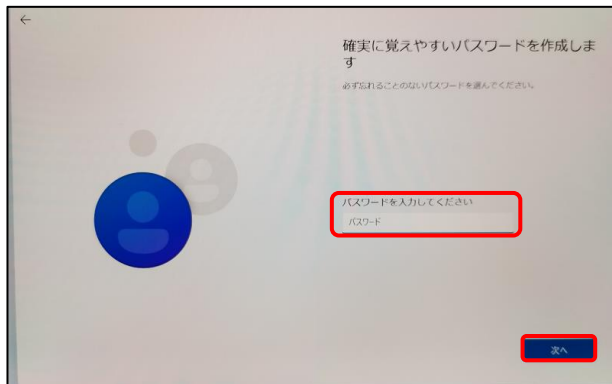 確実に覚えやすいパスワードを作成しま
す
必ず忘れることのないパスワードを選んでください。
パスワードを入力してください
パスワード
次へ